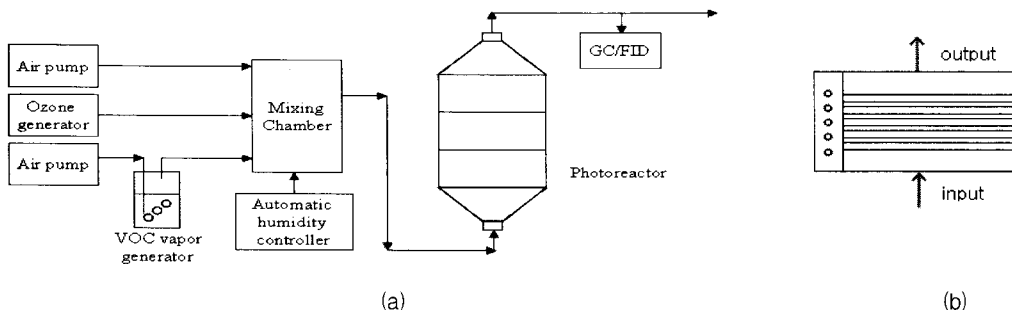 Air pump
Ozone
generator
Air pump
VOC vapor
generator
Mixing
Chamber
Automatic
humidity
controller
GC/FID
Photoreactor
(a)
output
input
(b)